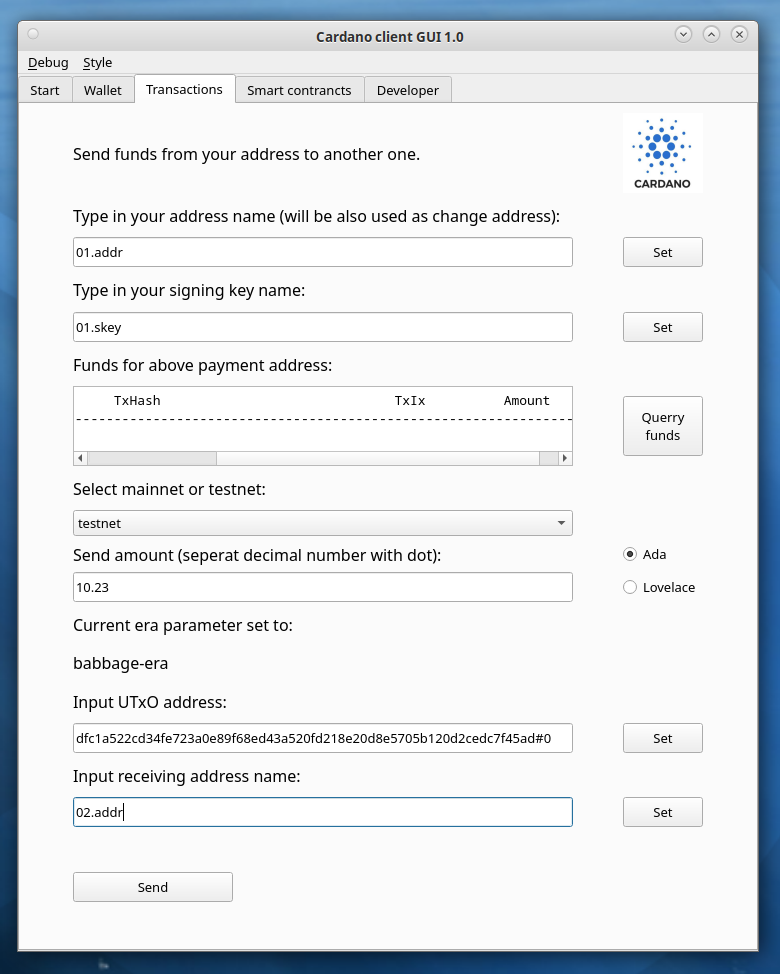 Cardano client GUI 1.0
Debug Style
Start Wallet Transactions Smart contrancts Developer
Send funds from your address to another one.
CARDANO
Type in your address name (will be also used as change address):
01.addr Set
Type in your signing key name:
01.skey Set
Funds for above payment address:
TxHash TxIx Amount
--------------------------------------------------------------
Querry
funds
Select mainnet or testnet:
testnet
Send amount (seperat decimal number with dot): Ada
10.23 Lovelace
Current era parameter set to:
babbage-era
Input UTxO address:
dfc1a522cd34fe723a0e89f68ed43a520fd218e20d8e5705b120d2cedc7f45ad#0 Set
Input receiving address name:
02.addr Set
Send